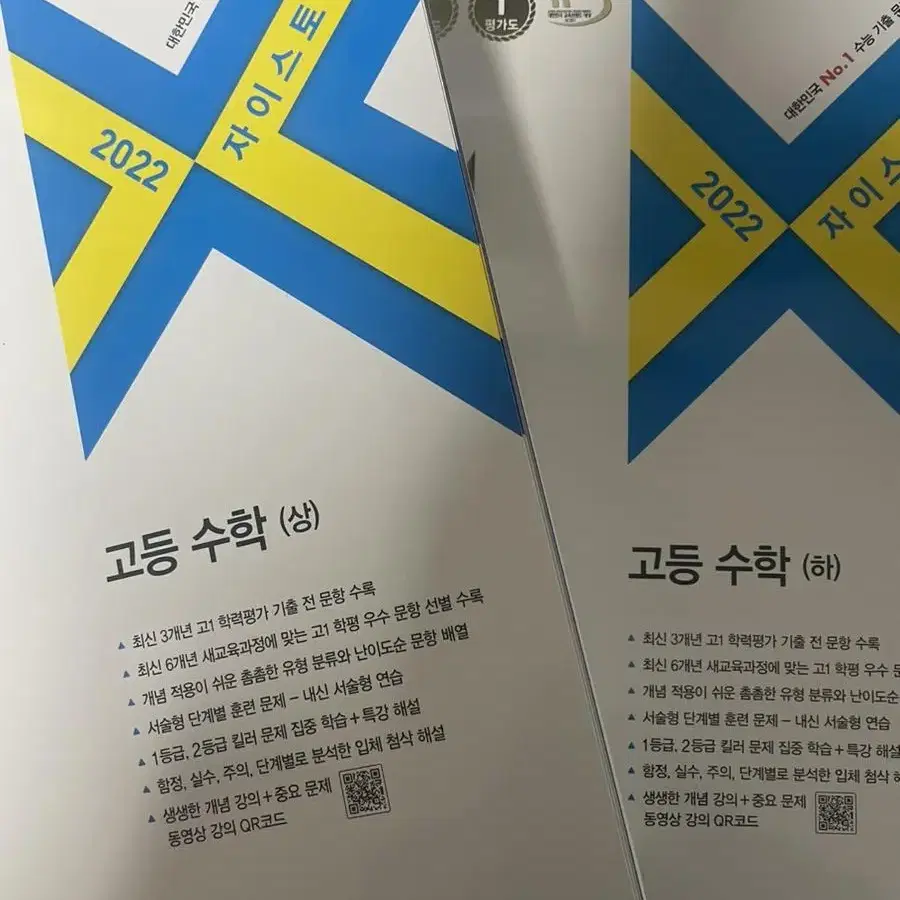 대한민국
자이스토
2022
고등 수학 (상)
▲ 최신 3개년 고1 학력평가 기출 전 문항 수록
▲ 최신 6개년 새교육과정에 맞는 고1 학평 우수 문항 선별 수록
▲ 개념 적용이 쉬운 촘촘한 유형 분류와 난이도순 문항 배열
▲ 서술형 단계별 훈련 문제 – 내신 서술형 연습
▲ 1등급, 2등급 킬러 문제 집중 학습 + 특강 해설
▲ 함정, 실수, 주의, 단계별로 분석한 입체 첨삭 해설
▲ 생생한 개념 강의 + 중요 문제
동영상 강의 QR코드
1
평가도
대한민국 No.1 수능 기출 문
자이스
2022
고등 수학 (하)
▲ 최신 3개년 고1 학력평가 기출 전 문항 수록
▲ 최신 6개년 새교육과정에 맞는 고1 학평 우수 문
▲ 개념 적용이 쉬운 촘촘한 유형 분류와 난이도순
▲ 서술형 단계별 훈련 문제 – 내신 서술형 연습
▲ 1등급, 2등급 킬러 문제 집중 학습 + 특강 해설
▲ 함정, 실수, 주의, 단계별로 분석한 입체 첨삭
▲ 생생한 개념 강의 + 중요 문제
동영상 강의 QR코드